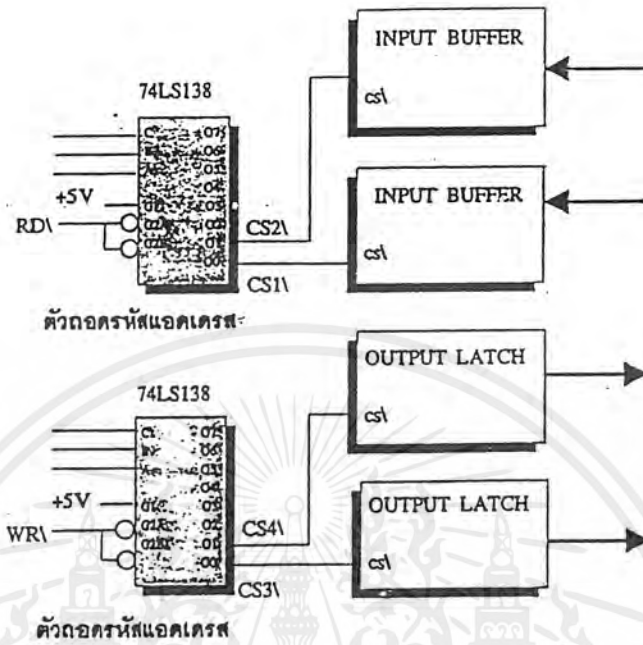 INPUT BUFFER
cs\
74LS138
+5V
RD\
CS2\
CS1\
INPUT BUFFER
cs\
ตัวถอดรหัสแอดเดรส
OUTPUT LATCH
cs\
74LS138
+5V
WR\
CS4\
CS3\
OUTPUT LATCH
cs\
ตัวถอดรหัสแอดเดรส